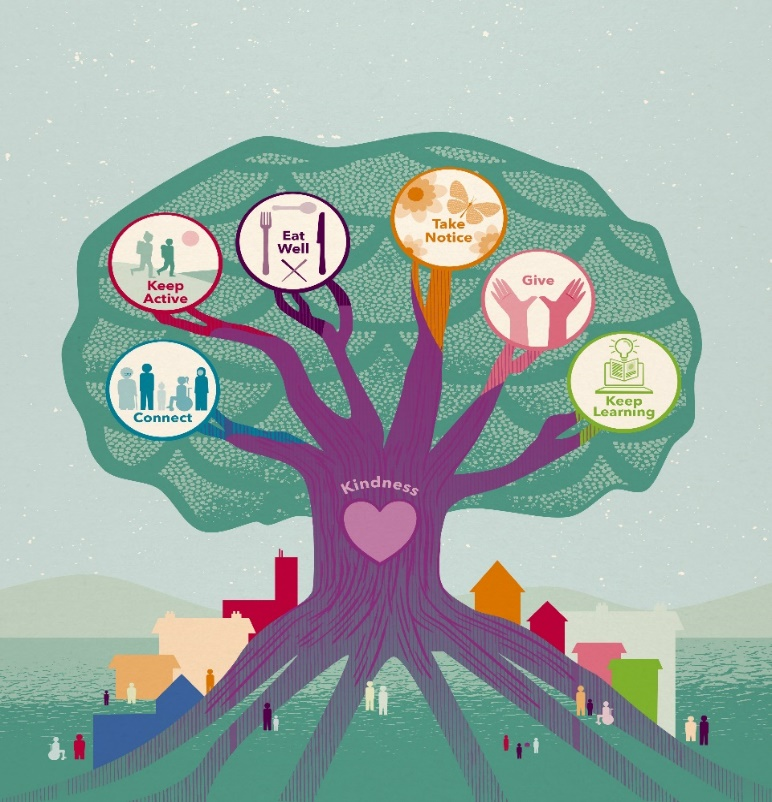 Take
Notice
Eat
Well
Give
Keep
Active
Keep
Learning
Connect
Kindness